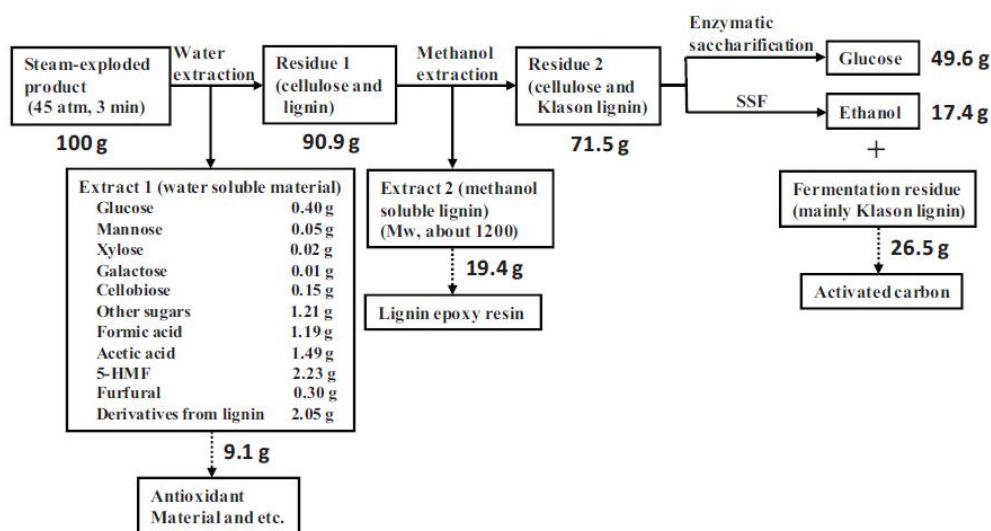 Steam-exploded
product
(45 atm, 3 min)
100 g
Water
extraction
Residue 1
(cellulose and
lignin)
90.9 g
Methanol
extraction
Residue 2
(cellulose and
Klason lignin)
71.5 g
Enzymatic
saccharification
Glucose 49.6 g
SSF
Ethanol 17.4 g
+
Fermentation residue
(mainly Klason lignin)
26.5 g
Activated carbon
Extract 1 (water soluble material)
Glucose 0.40 g
Mannose 0.05 g
Xylose 0.02 g
Galactose 0.01 g
Cellobiose 0.15 g
Other sugars 1.21 g
Formic acid 1.19 g
Acetic acid 1.49 g
5-HMF 2.23 g
Furfural 0.30 g
Derivatives from lignin 2.05 g
9.1 g
Antioxidant
Material and etc.
Extract 2 (methanol
soluble lignin)
(Mw, about 1200)
19.4 g
Lignin epoxy resin